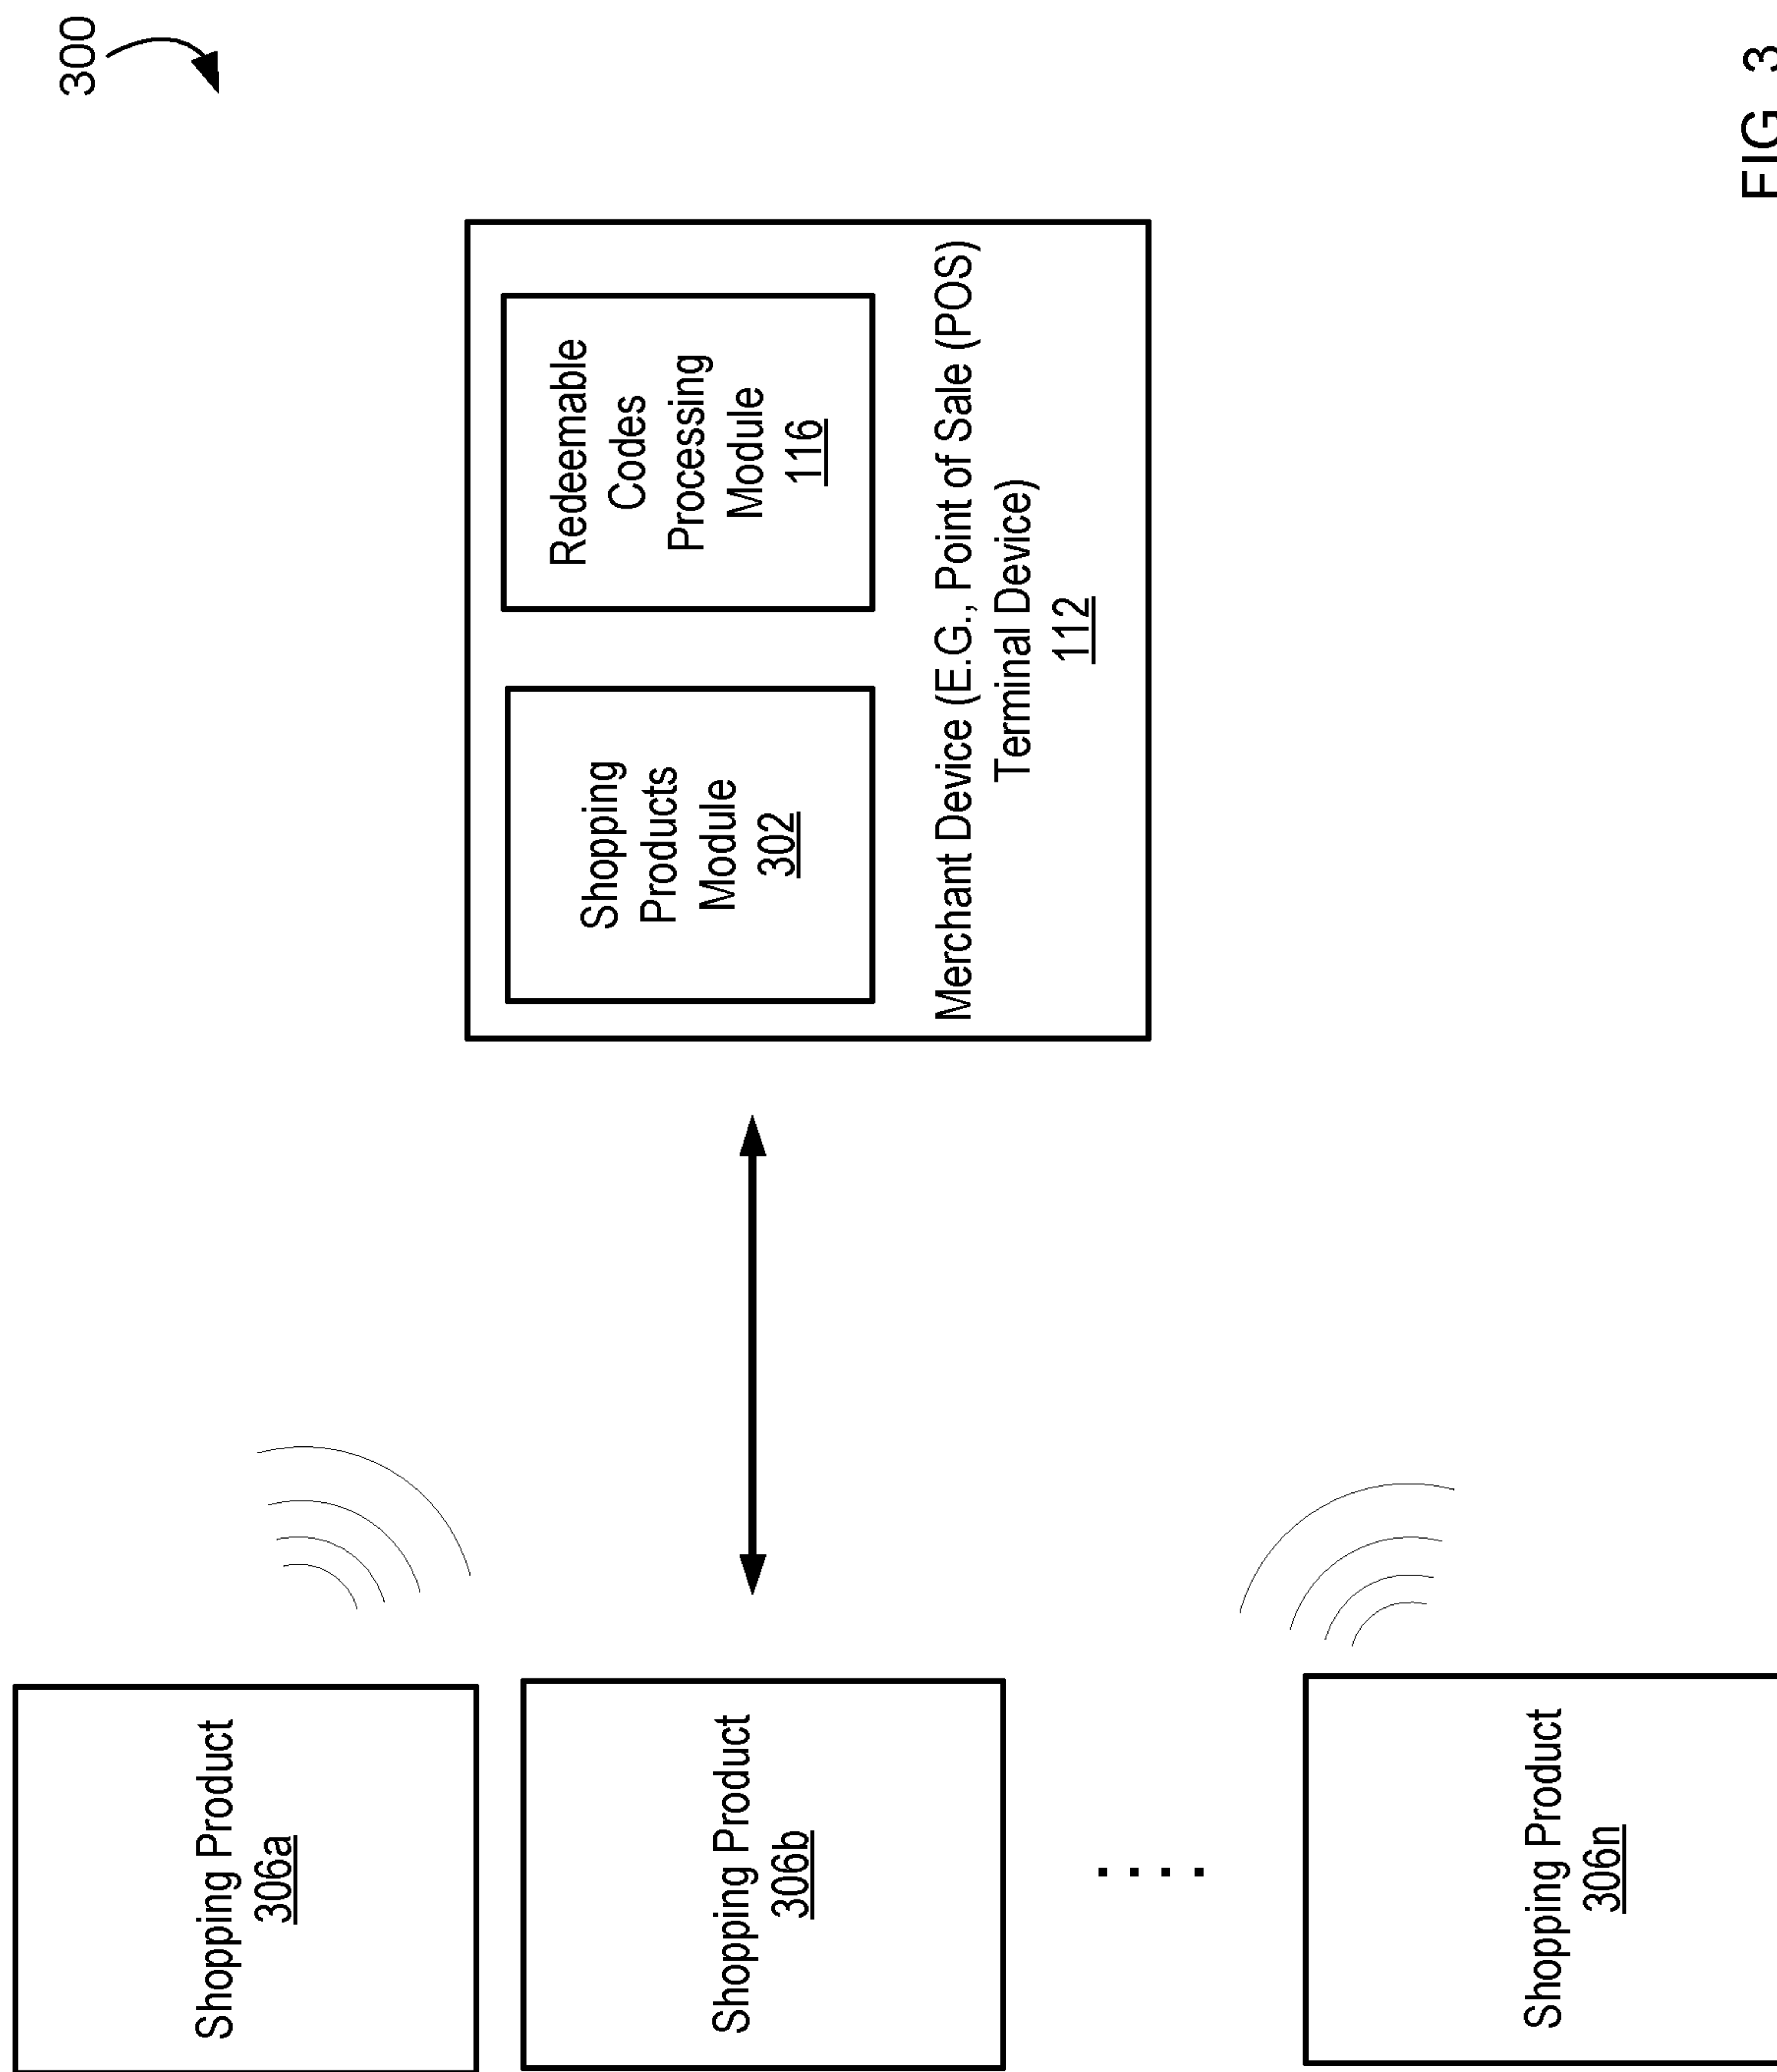 300
Shopping Product
306a
Shopping Product
306b
....
Shopping Product
306n
Shopping
Products
Module
302
Redeemable
Codes
Processing
Module
116
Merchant Device (E.G., Point of Sale (POS)
Terminal Device)
112
FIG. 3